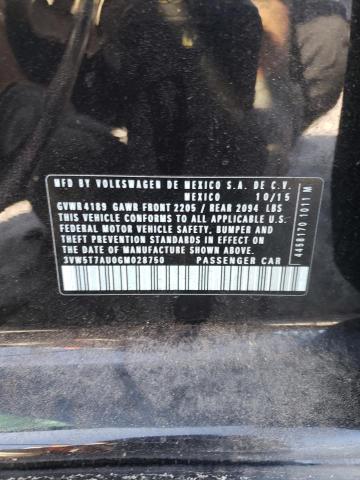 MFD BY VOLKSWAGEN DE MEXICO S.A. DE C.V.
MEXICO 10/15
GVWR 4189 GAWR FRONT 2205 / REAR 2094 LBS
THIS VEHICLE CONFORMS TO ALL APPLICABLE U.S.
FEDERAL MOTOR VEHICLE SAFETY, BUMPER AND
THEFT PREVENTION STANDARDS IN EFFECT ON
THE DATE OF MANUFACTURE SHOWN ABOVE.
3VW5T7AU0GM028750 PASSENGER CAR
4458170 1011 M